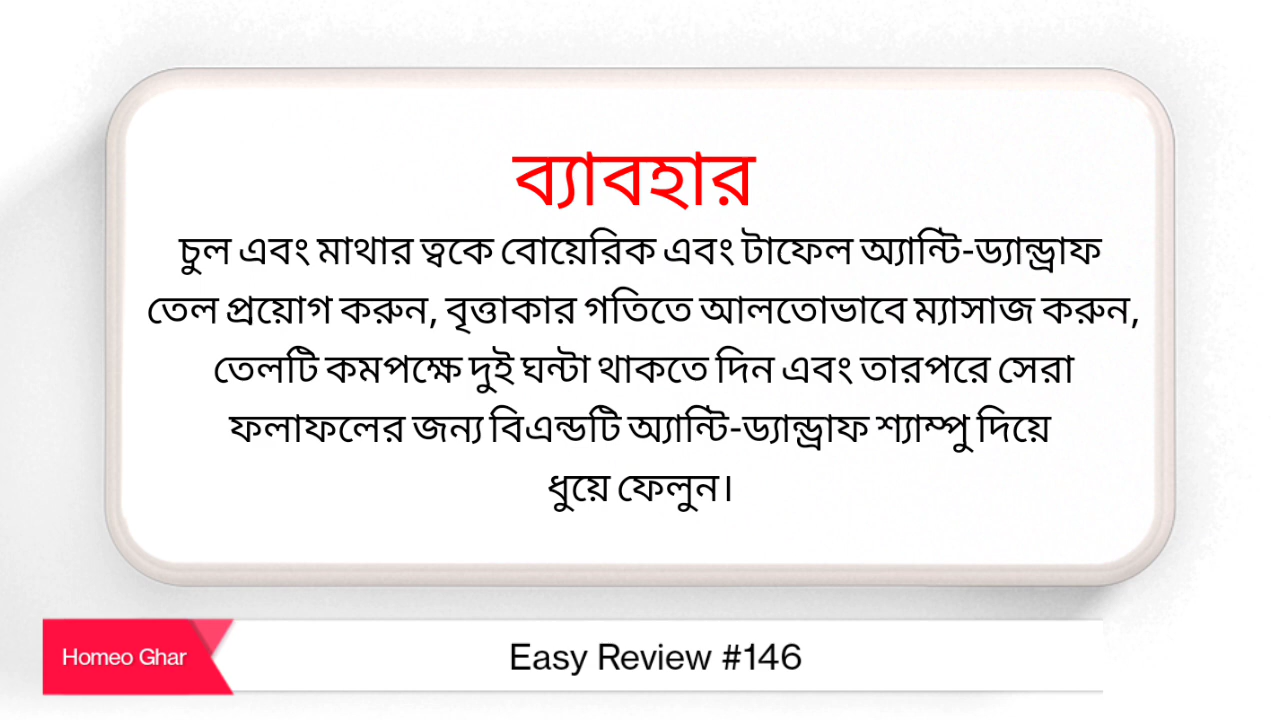 ব্যাবহার
চুল এবং মাথার ত্বকে বোয়েরিক এবং টাফেল অ্যান্টি-ড্যান্ড্রাফ
তেল প্রয়োগ করুন, বৃত্তাকার গতিতে আলতোভাবে ম্যাসাজ করুন,
তেলটি কমপক্ষে দুই ঘন্টা থাকতে দিন এবং তারপরে সেরা
ফলাফলের জন্য বিএন্ডটি অ্যান্টি-ড্যান্ড্রাফ শ্যাম্পু দিয়ে
ধুয়ে ফেলুন।
Homeo Ghar
Easy Review #146